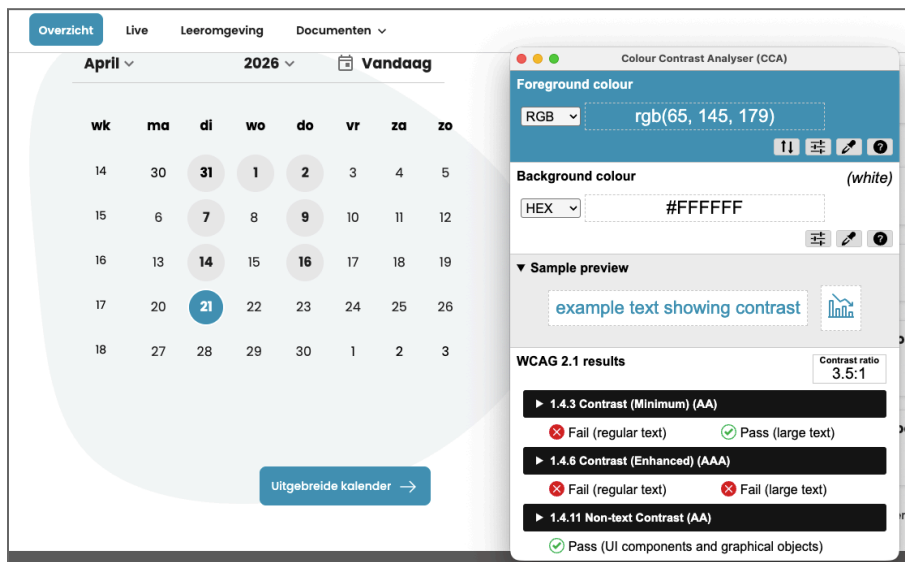 Overzicht Live Leeromgeving Documenten
April 2026 Vandaag
wk ma di wo do vr za zo
14 30 31 1 2 3 4 5
15 6 7 8 9 10 11 12
16 13 14 15 16 17 18 19
17 20 21 22 23 24 25 26
18 27 28 29 30 1 2 3
Uitgebreide kalender →
Colour Contrast Analyser (CCA)
Foreground colour
RGB rgb(65, 145, 179)
Background colour (white)
HEX #FFFFFF
▼ Sample preview
example text showing contrast
WCAG 2.1 results
Contrast ratio
3.5:1
▶ 1.4.3 Contrast (Minimum) (AA)
Fail (regular text) Pass (large text)
▶ 1.4.6 Contrast (Enhanced) (AAA)
Fail (regular text) Fail (large text)
▶ 1.4.11 Non-text Contrast (AA)
Pass (UI components and graphical objects)